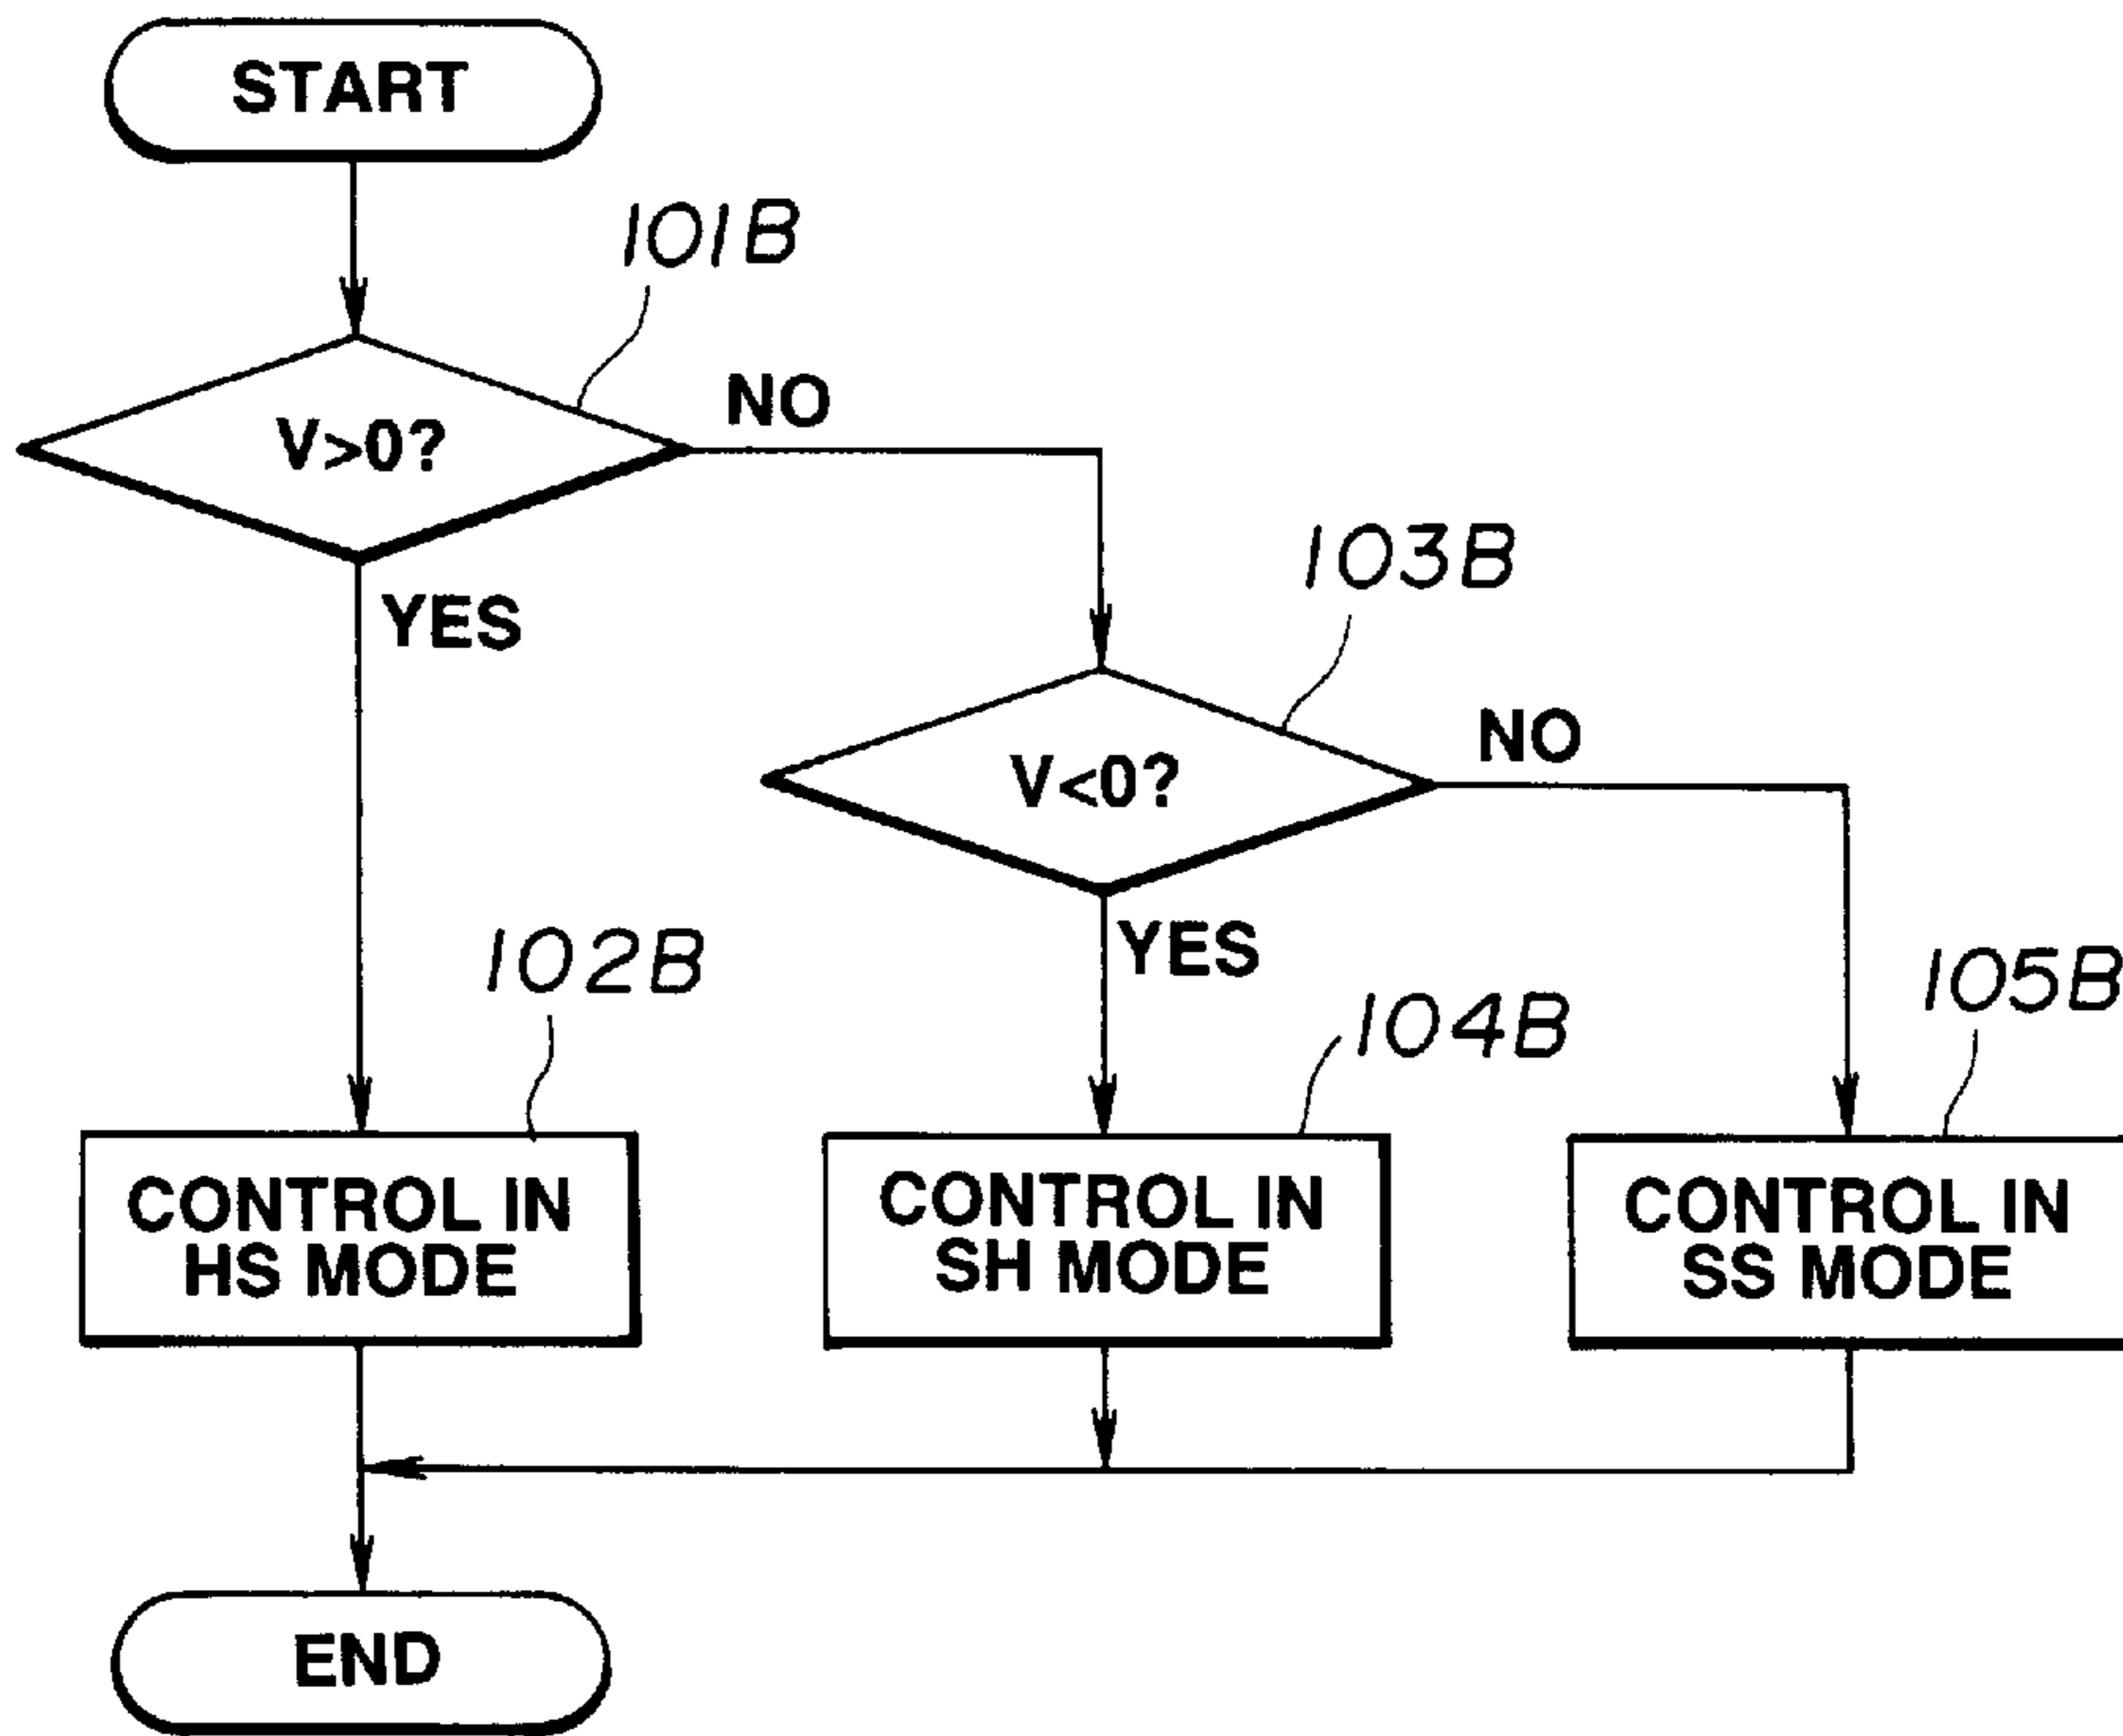 START
101B
V>0?
NO
YES
103B
V<0?
NO
YES
102B
104B
105B
CONTROL IN
HS MODE
CONTROL IN
SH MODE
CONTROL IN
SS MODE
END